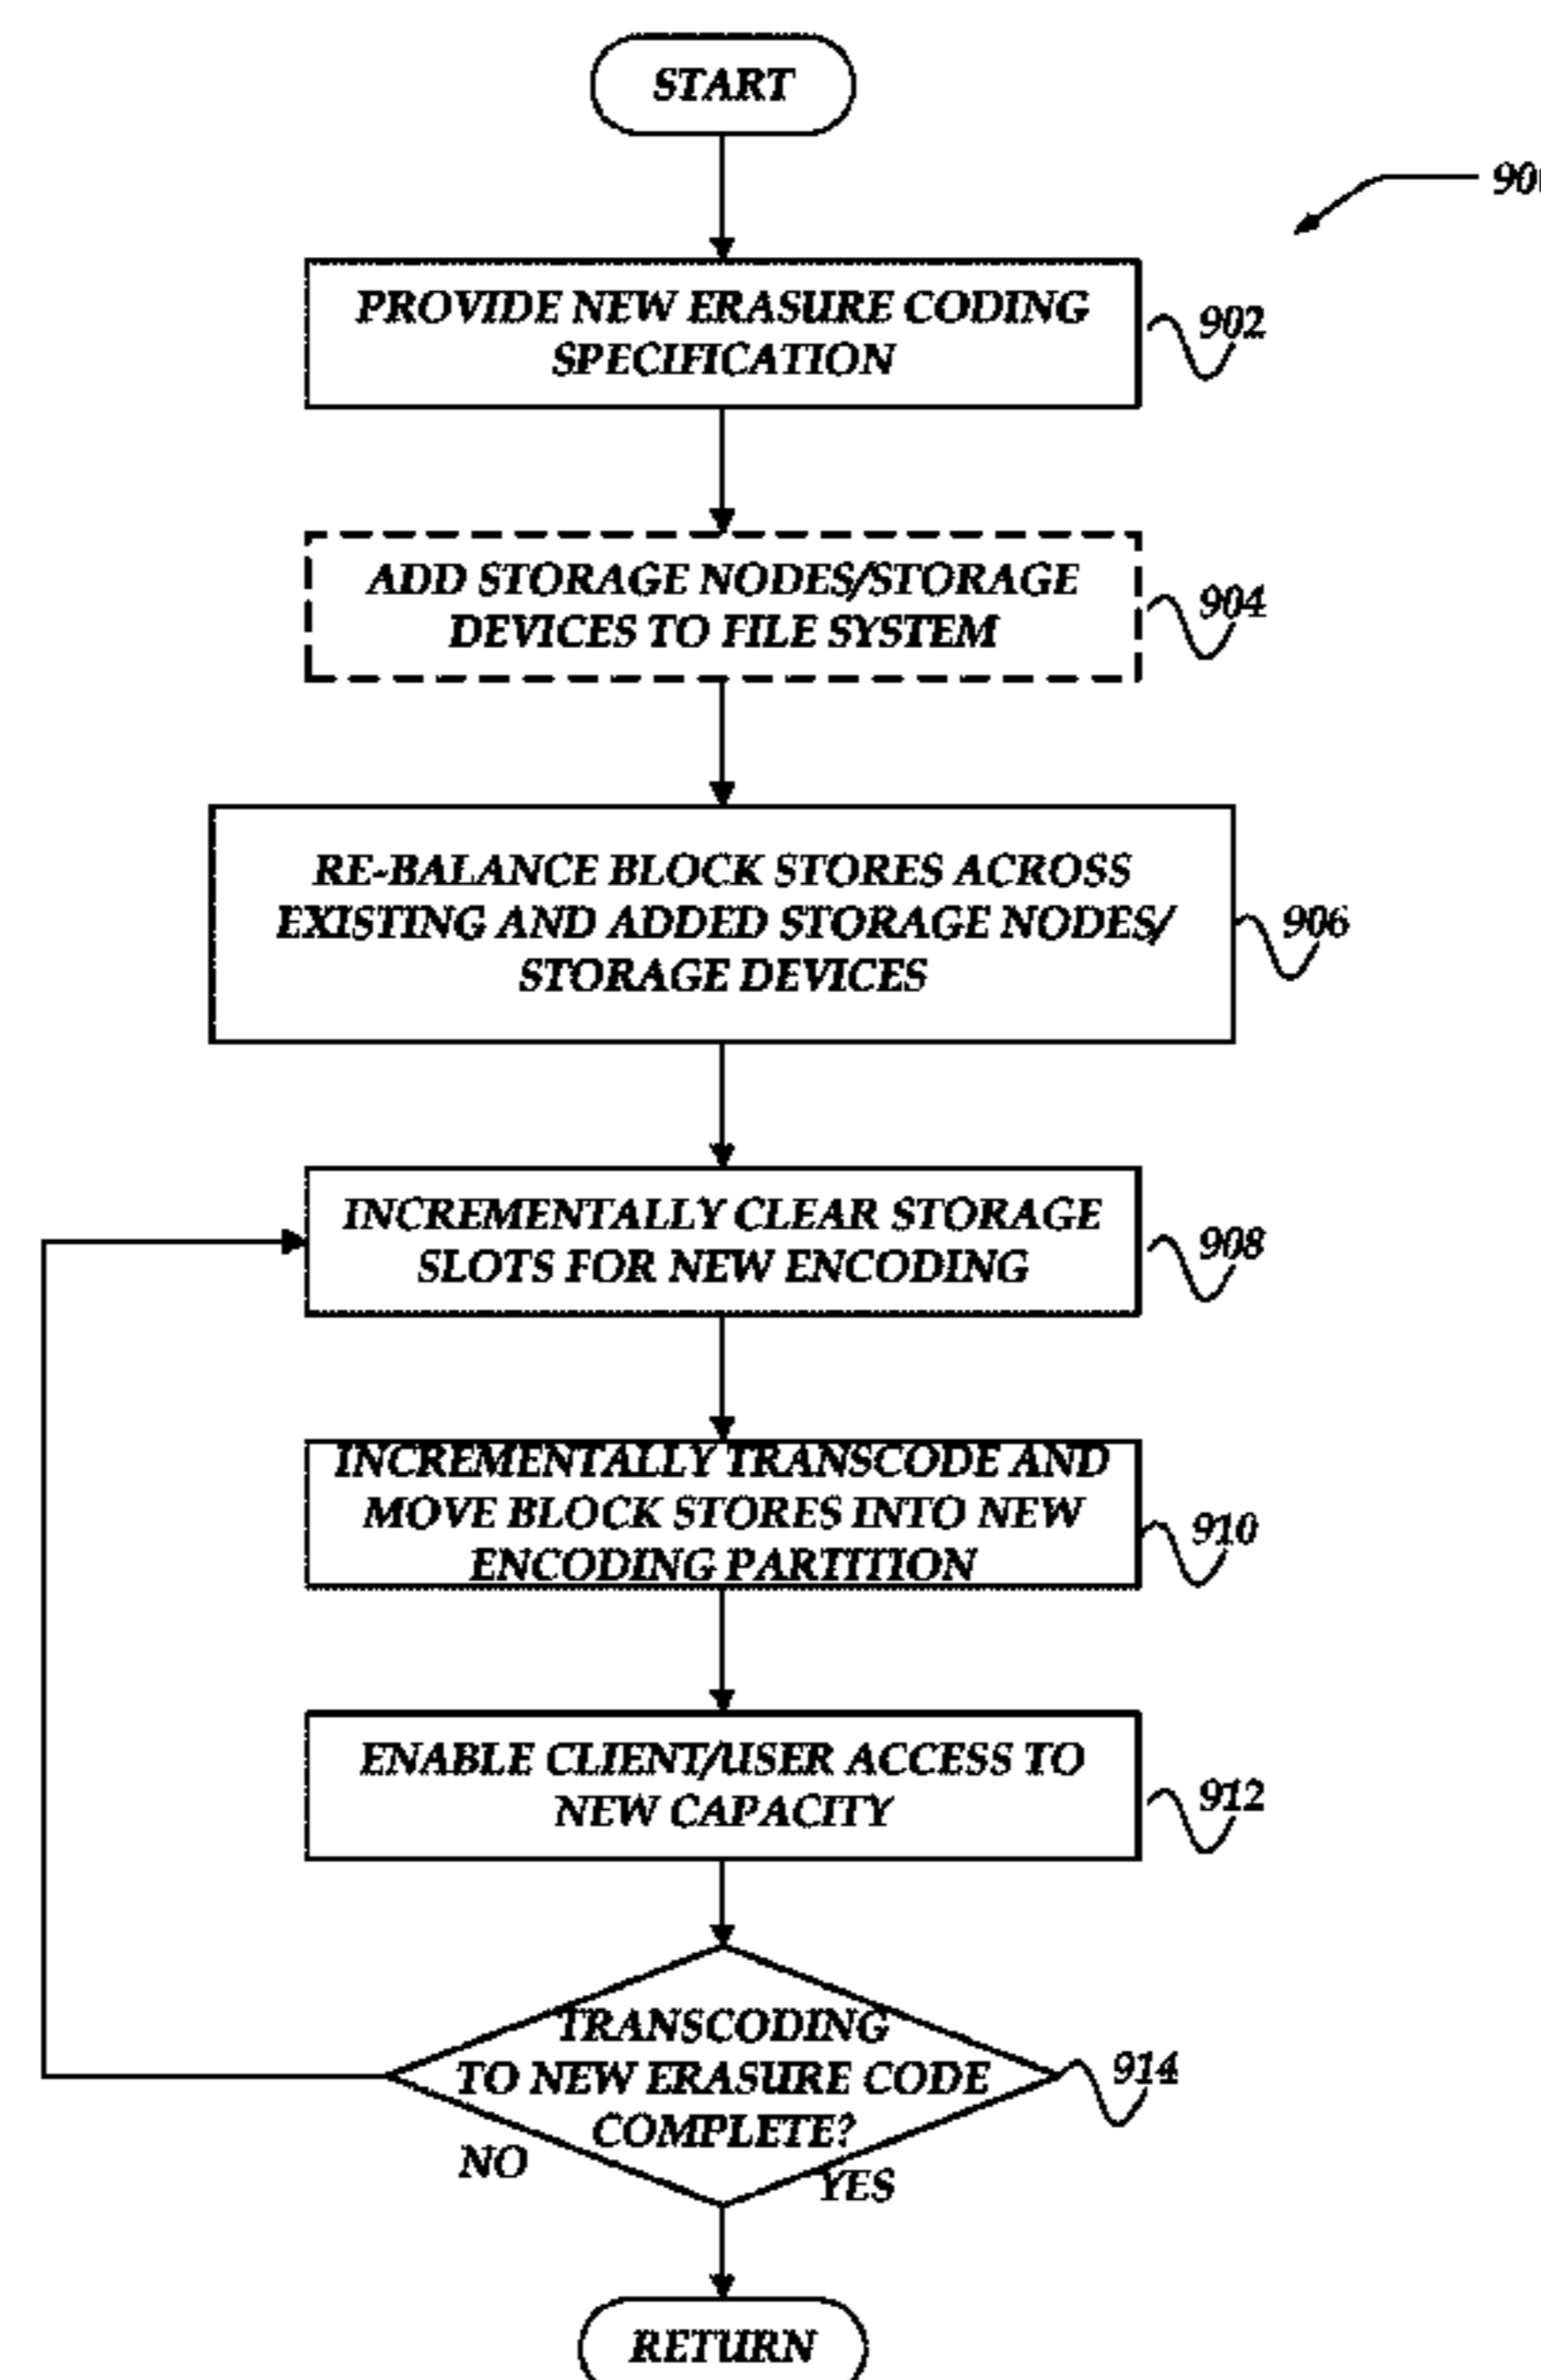 START
PROVIDE NEW ERASURE CODING
SPECIFICATION
902
ADD STORAGE NODES/STORAGE
DEVICES TO FILE SYSTEM
904
RE-BALANCE BLOCK STORES ACROSS
EXISTING AND ADDED STORAGE NODES/
STORAGE DEVICES
906
INCREMENTALLY CLEAR STORAGE
SLOTS FOR NEW ENCODING
908
INCREMENTALLY TRANSCODE AND
MOVE BLOCK STORES INTO NEW
ENCODING PARTITION
910
ENABLE CLIENT/USER ACCESS TO
NEW CAPACITY
912
TRANSCODING
TO NEW ERASURE CODE
COMPLETE?
914
NO
YES
RETURN